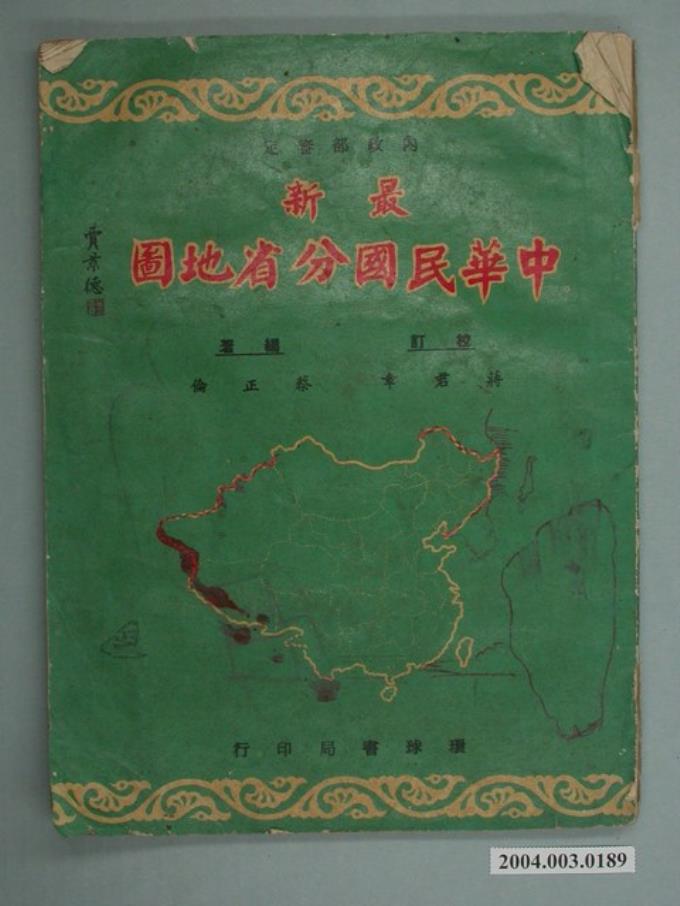 內政部審定
最新
中華民國分省地圖
賈景德
校訂 編著
蔣君章 蔡正倫
環球書局印行
2004.003.0189